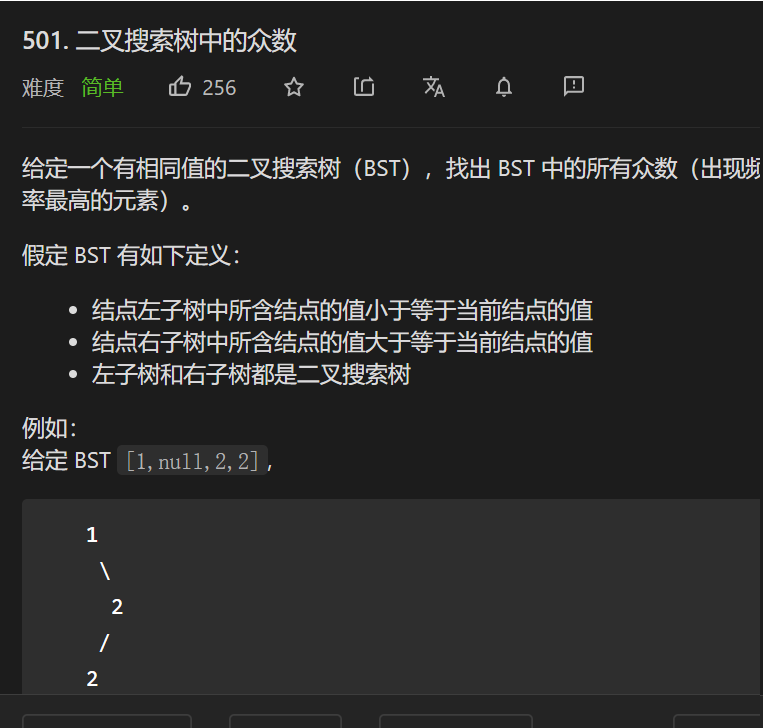 501. 二叉搜索树中的众数
难度 简单 256
给定一个有相同值的二叉搜索树（BST），找出 BST 中的所有众数（出现频
率最高的元素）。
假定 BST 有如下定义：
• 结点左子树中所含结点的值小于等于当前结点的值
• 结点右子树中所含结点的值大于等于当前结点的值
• 左子树和右子树都是二叉搜索树
例如：
给定 BST [1,null,2,2],
1
\
2
/
2